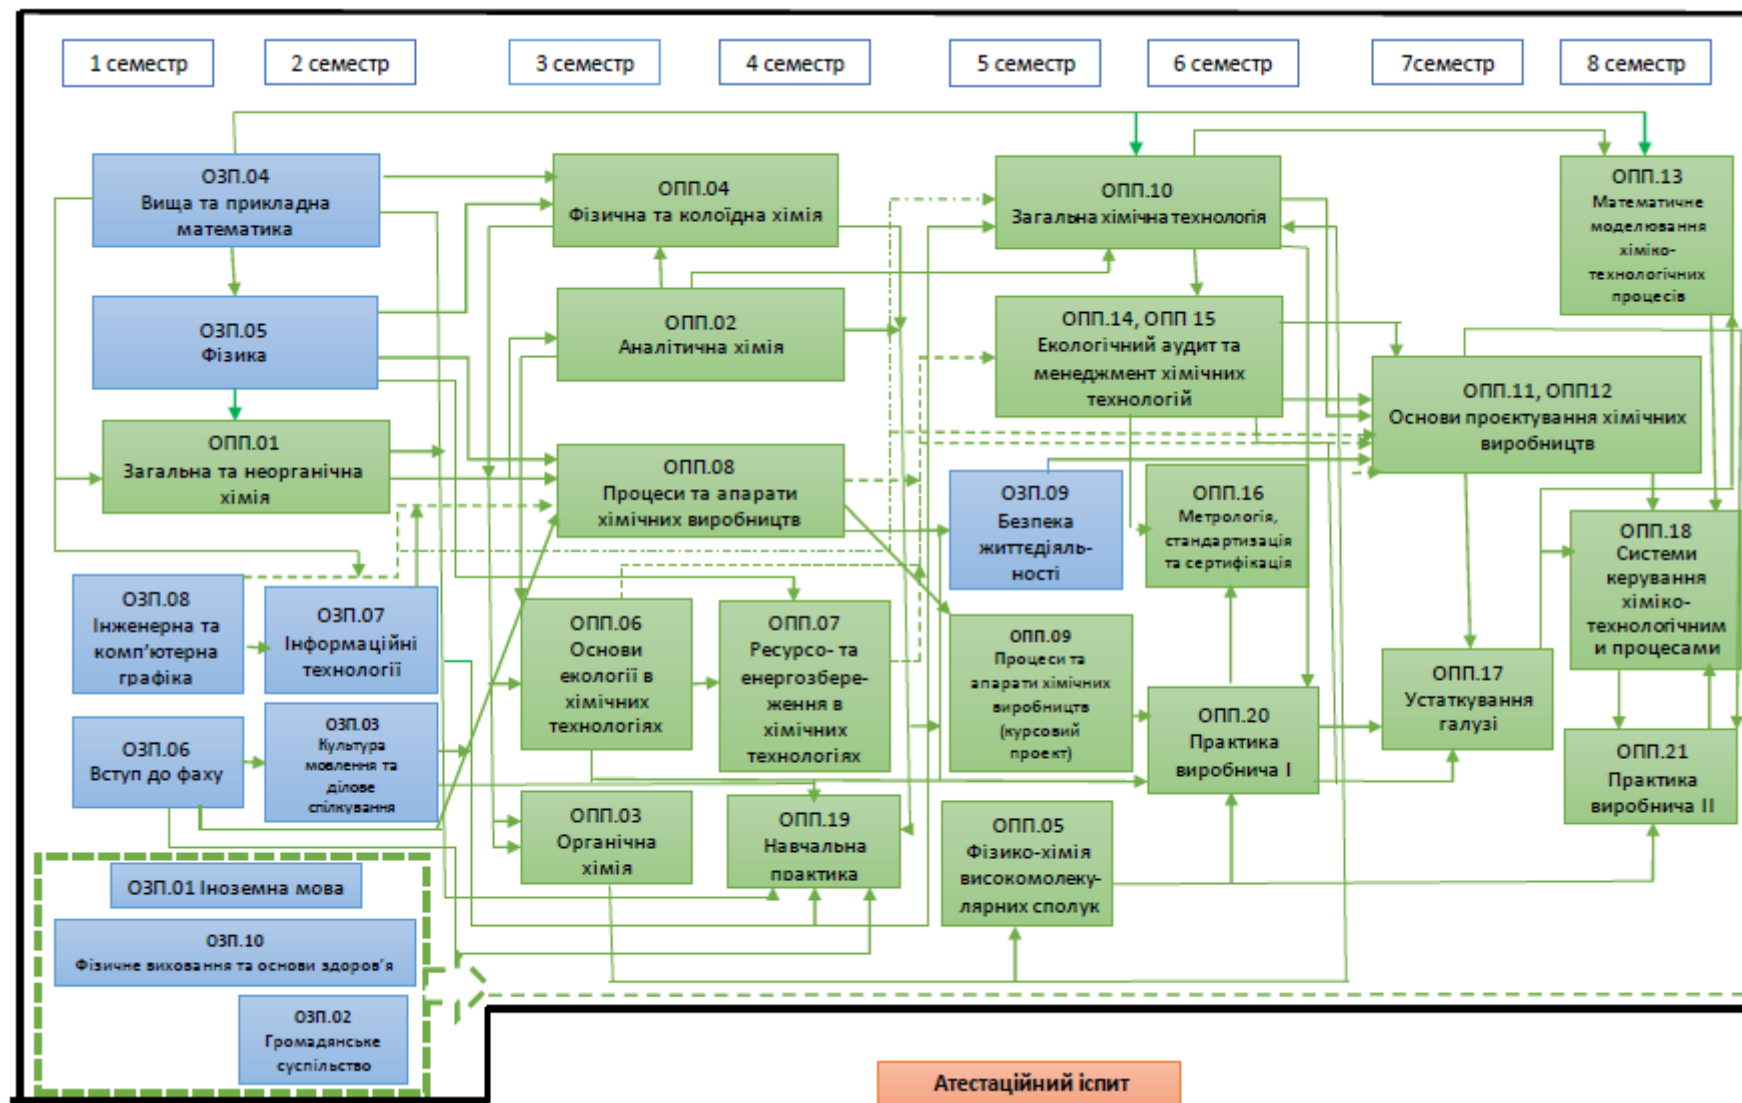 1 семестр
2 семестр
3 семестр
4 семестр
5 семестр
6 семестр
7семестр
8 семестр
ОЗП.04
Вища та прикладна
математика
ОЗП.05
Фізика
ОПП.01
Загальна та неорганічна
хімія
ОЗП.08
Інженерна та
комп'ютерна
графіка
ОЗП.07
Інформаційні
технології
ОЗП.06
Вступ до фаху
ОЗП.03
Культура
мовлення та
ділове
спілкування
ОЗП.01 Іноземна мова
ОЗП.10
Фізичне виховання та основи здоров'я
ОЗП.02
Громадянське
суспільство
ОПП.04
Фізична та колоїдна хімія
ОПП.02
Аналітична хімія
ОПП.08
Процеси та апарати
хімічних виробництв
ОПП.06
Основи
екології в
хімічних
технологіях
ОПП.07
Ресурсо- та
енергозбере-
ження в
хімічних
технологіях
ОПП.03
Органічна
хімія
ОПП.19
Навчальна
практика
ОПП.10
Загальна хімічна технологія
ОПП.14, ОПП 15
Екологічний аудит та
менеджмент хімічних
технологій
ОЗП.09
Безпека
життєдіяль-
ності
ОПП.16
Метрологія,
стандартизація
та сертифікація
ОПП.09
Процеси та
апарати хімічних
виробництв
(курсовий
проект)
ОПП.20
Практика
виробнича І
ОПП.05
Фізико-хімія
високомолеку-
лярних сполук
ОПП.13
Математичне
моделювання
хіміко-
технологічних
процесів
ОПП.11, ОПП12
Основи проєктування хімічних
виробництв
ОПП.17
Устаткування
галузі
ОПП.18
Системи
керування
хіміко-
технологічним
и процесами
ОПП.21
Практика
виробнича ІІ
Атестаційний іспит